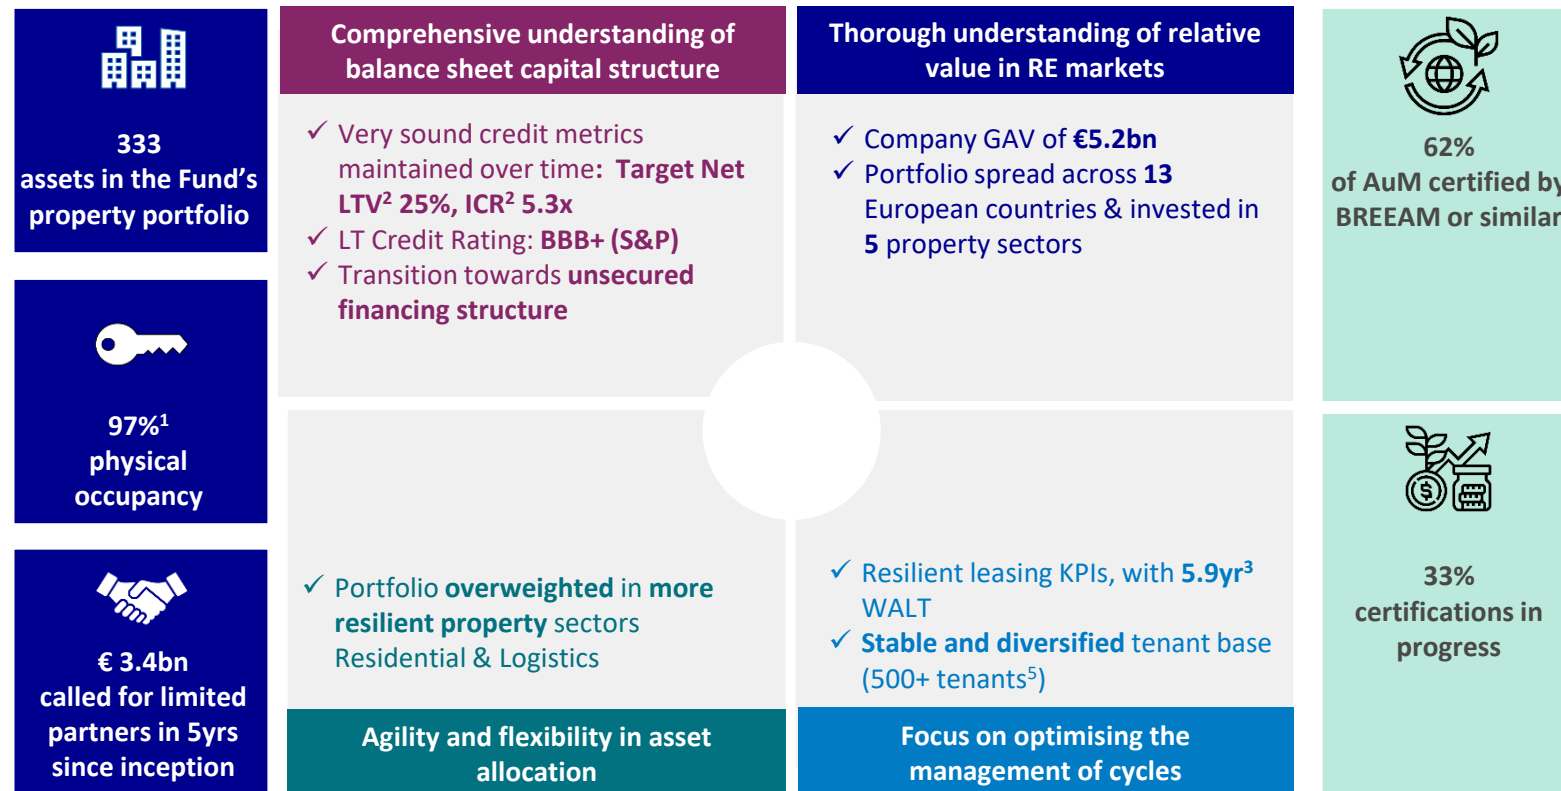 333
assets in the Fund's
property portfolio
97%1
physical
occupancy
€ 3.4bn
called for limited
partners in 5yrs
since inception
Comprehensive understanding of
balance sheet capital structure
✓ Very sound credit metrics
maintained over time: Target Net
LTV2 25%, ICR2 5.3x
✓ LT Credit Rating: BBB+ (S&P)
✓ Transition towards unsecured
financing structure
Thorough understanding of relative
value in RE markets
✓ Company GAV of €5.2bn
✓ Portfolio spread across 13
European countries & invested in
5 property sectors
✓ Portfolio overweighted in more
resilient property sectors
Residential & Logistics
Agility and flexibility in asset
allocation
✓ Resilient leasing KPIs, with 5.9yr3
WALT
✓ Stable and diversified tenant base
(500+ tenants5)
Focus on optimising the
management of cycles
62%
of AuM certified by
BREEAM or similar
33%
certifications in
progress